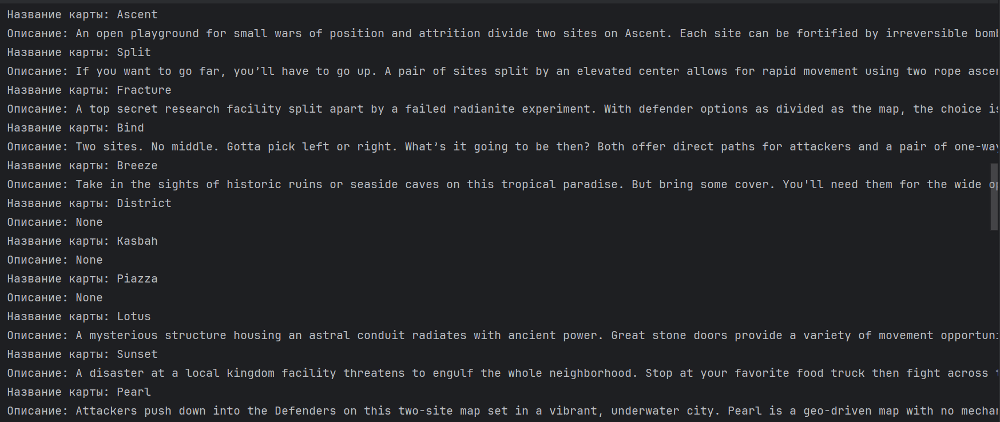 Название карты: Ascent
Описание: An open playground for small wars of position and attrition divide two sites on Ascent. Each site can be fortified by irreversible
Название карты: Split
Описание: If you want to go far, you’ll have to go up. A pair of sites split by an elevated center allows for rapid movement using two rope
Название карты: Fracture
Описание: A top secret research facility split apart by a failed radianite experiment. With defender options as divided as the map, the choice
Название карты: Bind
Описание: Two sites. No middle. Gotta pick left or right. What’s it going to be then? Both offer direct paths for attackers and a pair of one-way
Название карты: Breeze
Описание: Take in the sights of historic ruins or seaside caves on this tropical paradise. But bring some cover. You'll need them for the wide
Название карты: District
Описание: None
Название карты: Kasbah
Описание: None
Название карты: Piazza
Описание: None
Название карты: Lotus
Описание: A mysterious structure housing an astral conduit radiates with ancient power. Great stone doors provide a variety of movement
Название карты: Sunset
Описание: A disaster at a local kingdom facility threatens to engulf the whole neighborhood. Stop at your favorite food truck then fight across
Название карты: Pearl
Описание: Attackers push down into the Defenders on this two-site map set in a vibrant, underwater city. Pearl is a geo-driven map with no